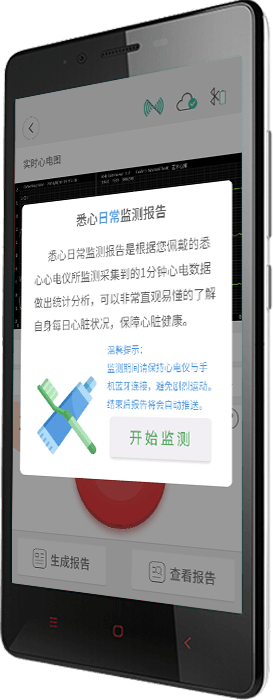 实时心电图
悉心日常监测报告
悉心日常监测报告是根据您佩戴的悉
心心电仪所监测采集到的1分钟心电数据
做出统计分析，可以非常直观易懂的了解
自身每日心脏状况，保障心脏健康。
温馨提示：
监测期间请保持心电仪与手
机蓝牙连接，避免剧烈运动。
结束后报告将会自动推送。
开始监测
生成报告
查看报告